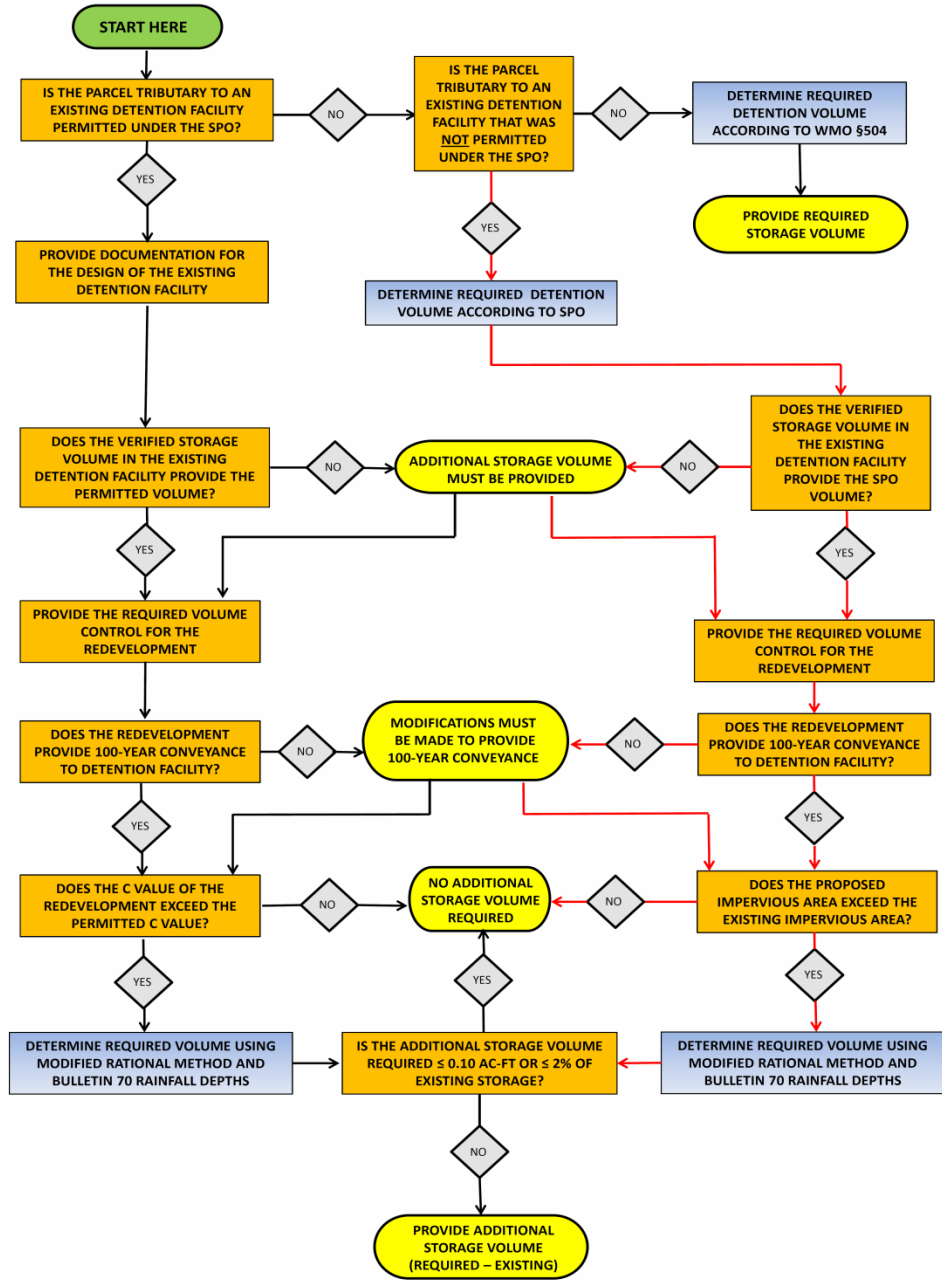 START HERE
IS THE PARCEL TRIBUTARY TO AN
EXISTING DETENTION FACILITY
PERMITTED UNDER THE SPO?
NO
IS THE PARCEL
TRIBUTARY TO AN
EXISTING DETENTION
FACILITY THAT WAS
NOT PERMITTED
UNDER THE SPO?
NO
DETERMINE REQUIRED
DETENTION VOLUME
ACCORDING TO WMO §504
YES
PROVIDE REQUIRED
STORAGE VOLUME
YES
PROVIDE DOCUMENTATION FOR
THE DESIGN OF THE EXISTING
DETENTION FACILITY
DETERMINE REQUIRED DETENTION
VOLUME ACCORDING TO SPO
DOES THE VERIFIED STORAGE
VOLUME IN THE EXISTING
DETENTION FACILITY PROVIDE THE
PERMITTED VOLUME?
NO
ADDITIONAL STORAGE VOLUME
MUST BE PROVIDED
NO
DOES THE VERIFIED
STORAGE VOLUME IN
THE EXISTING
DETENTION FACILITY
PROVIDE THE SPO
VOLUME?
YES
YES
PROVIDE THE REQUIRED VOLUME
CONTROL FOR THE
REDEVELOPMENT
PROVIDE THE REQUIRED VOLUME
CONTROL FOR THE
REDEVELOPMENT
DOES THE REDEVELOPMENT
PROVIDE 100-YEAR CONVEYANCE
TO DETENTION FACILITY?
NO
MODIFICATIONS MUST
BE MADE TO PROVIDE
100-YEAR CONVEYANCE
NO
DOES THE REDEVELOPMENT
PROVIDE 100-YEAR CONVEYANCE
TO DETENTION FACILITY?
YES
YES
DOES THE C VALUE OF THE
REDEVELOPMENT EXCEED THE
PERMITTED C VALUE?
NO
NO ADDITIONAL
STORAGE VOLUME
REQUIRED
NO
DOES THE PROPOSED
IMPERVIOUS AREA EXCEED THE
EXISTING IMPERVIOUS AREA?
YES
YES
YES
DETERMINE REQUIRED VOLUME USING
MODIFIED RATIONAL METHOD AND
BULLETIN 70 RAINFALL DEPTHS
IS THE ADDITIONAL STORAGE VOLUME
REQUIRED ≤ 0.10 AC-FT OR ≤ 2% OF
EXISTING STORAGE?
DETERMINE REQUIRED VOLUME USING
MODIFIED RATIONAL METHOD AND
BULLETIN 70 RAINFALL DEPTHS
NO
PROVIDE ADDITIONAL
STORAGE VOLUME
(REQUIRED – EXISTING)